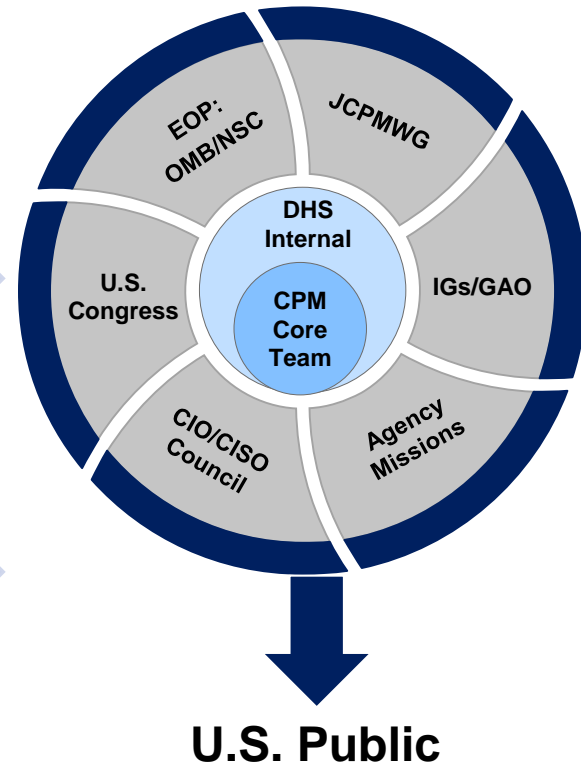 EOP:
OMB/NSC
JCPMWG
DHS
Internal
U.S.
Congress
CPM
Core
Team
IGs/GAO
CIO/CISO
Council
Agency
Missions
U.S. Public